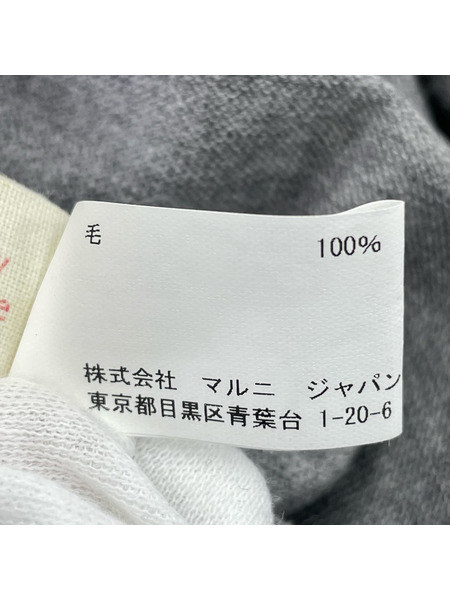 毛 100%
株式会社 マルニ ジャパン
東京都目黒区青葉台 1-20-6